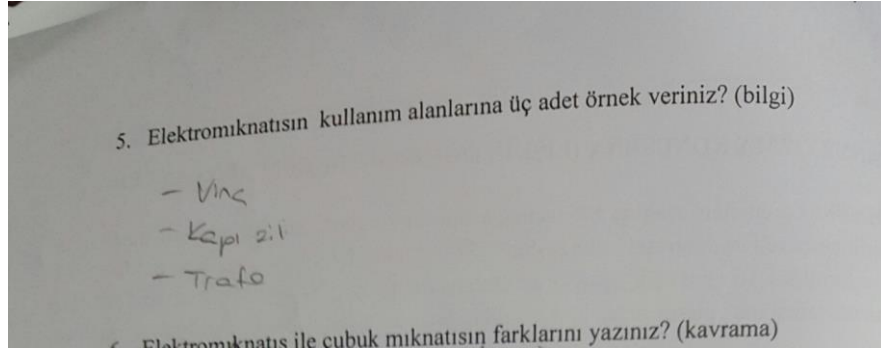 5. Elektromıknatısın kullanım alanlarına üç adet örnek veriniz? (bilgi)
- Vinç
- Kapı zil
- Trafo
Elektromıknatıs ile çubuk mıknatısın farklarını yazınız? (kavrama)